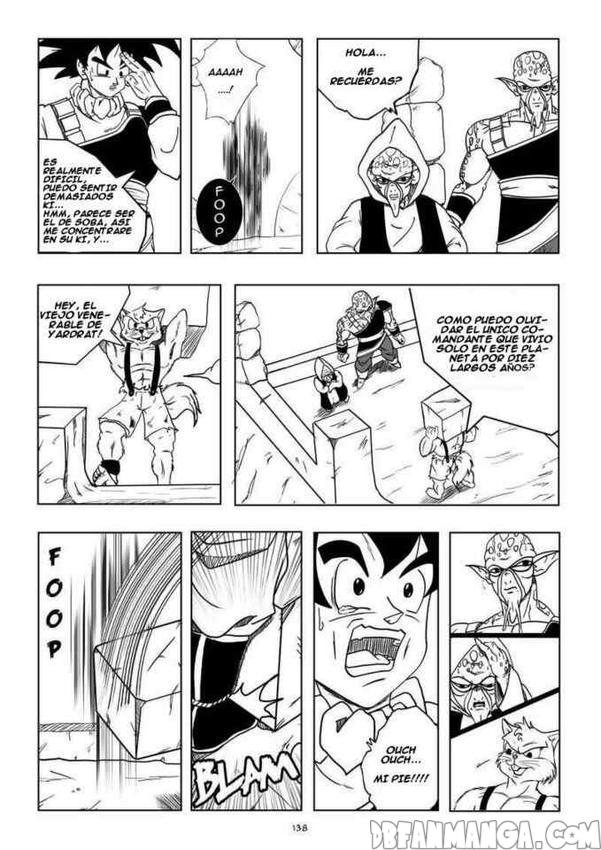 ES
REALMENTE
DIFICIL,
PUEDO SENTIR
DEMASIADOS
KI...
HMM, PARECE SER
EL DE SOBA, ASI
ME CONCENTRARE
EN SU KI, Y...
AAAAH
....!
FOOP
HOLA...
ME
RECUERDAS?
HEY, EL
VIEJO VENE-
RABLE DE
YARDRAT!
COMO PUEDO OLVI-
DAR EL UNICO CO-
MANDANTE QUE VIVIO
SOLO EN ESTE PLA-
NETA POR DIEZ
LARGOS AÑOS?
FOOP
BLAM
OUCH
OUCH...
MI PIE!!!!
138
DBFANMANGA.COM